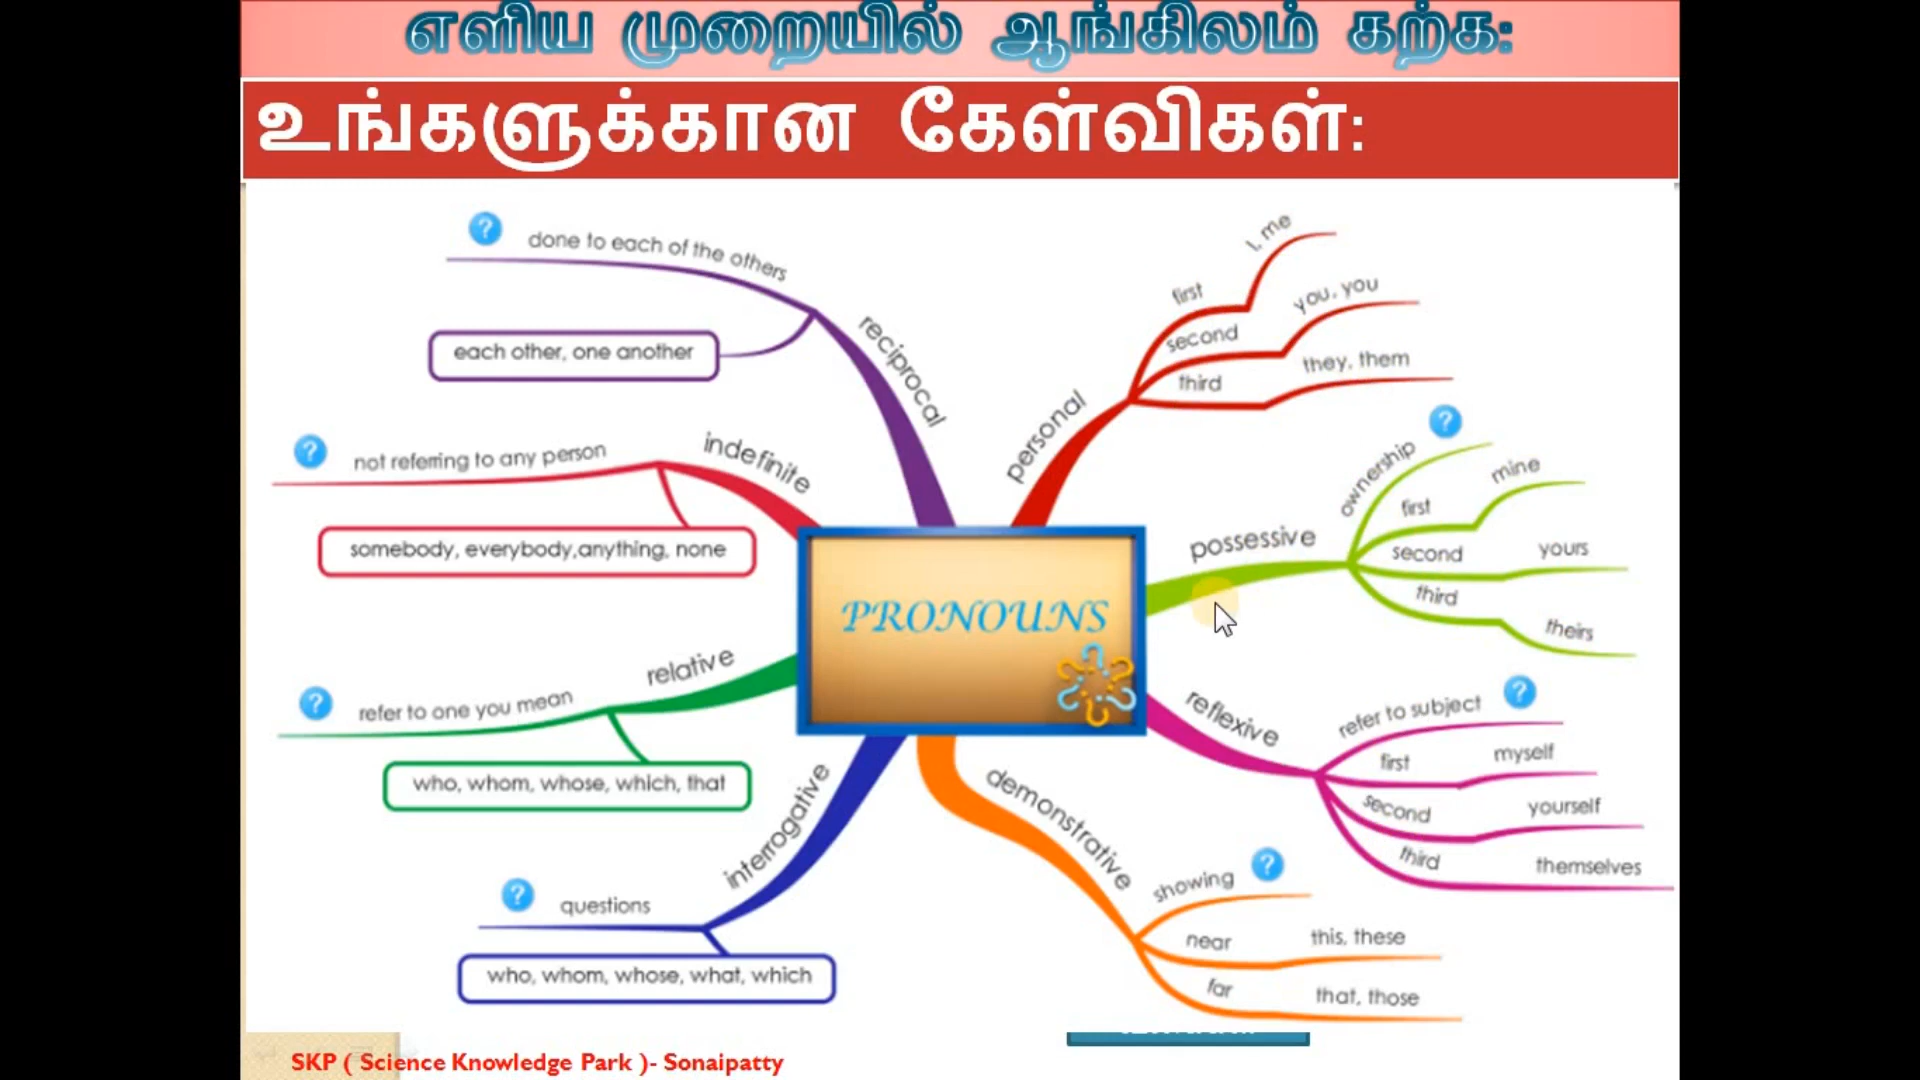 எளிய முறையில் ஆங்கிலம் கற்க:
உங்களுக்கான கேள்விகள்:
done to each of the others
each other, one another
reciprocal
not referring to any person
indefinite
somebody, everybody,anything, none
refer to one you mean
relative
who, whom, whose, which, that
questions
interrogative
who, whom, whose, what, which
PRONOUNS
personal
first
I, me
second
you, you
third
they, them
possessive
ownership
first
mine
second
yours
third
theirs
reflexive
refer to subject
first
myself
second
yourself
third
themselves
demonstrative
showing
near
this, these
far
that, those
SKP ( Science Knowledge Park )- Sonaipatty